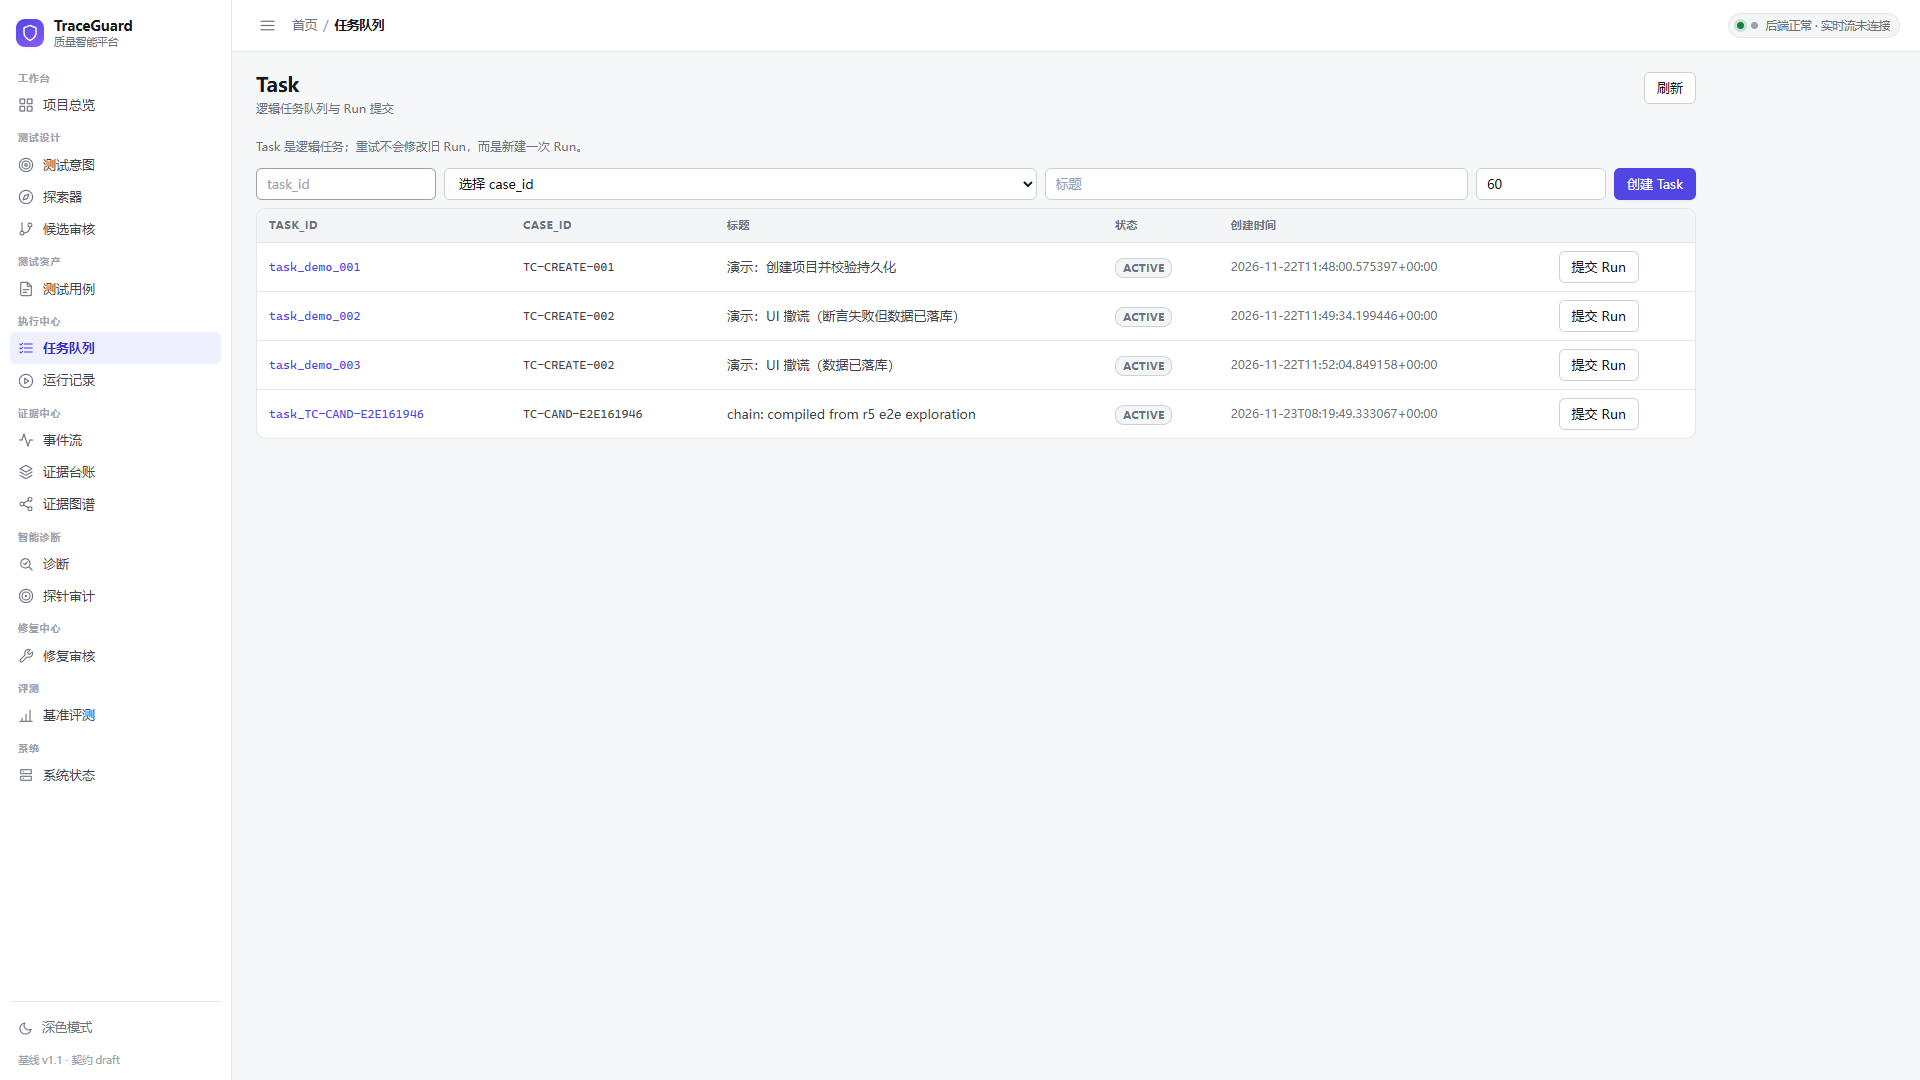 TraceGuard
质量智能平台
工作台
项目总览
测试设计
测试意图
探索器
候选审核
测试资产
测试用例
执行中心
任务队列
运行记录
证据中心
事件流
证据台账
证据图谱
智能诊断
诊断
探针审计
修复中心
修复审核
评测
基准评测
系统
系统状态
深色模式
基线 v1.1 · 契约 draft
首页 / 任务队列
后端正常 · 实时流未连接
Task
逻辑任务队列与 Run 提交
刷新
Task 是逻辑任务；重试不会修改旧 Run，而是新建一次 Run。
task_id 选择 case_id 标题 60 创建 Task
TASK_ID CASE_ID 标题 状态 创建时间
task_demo_001 TC-CREATE-001 演示：创建项目并校验持久化 ACTIVE 2026-11-22T11:48:00.575397+00:00 提交 Run
task_demo_002 TC-CREATE-002 演示：UI 撒谎（断言失败但数据已落库） ACTIVE 2026-11-22T11:49:34.199446+00:00 提交 Run
task_demo_003 TC-CREATE-002 演示：UI 撒谎（数据已落库） ACTIVE 2026-11-22T11:52:04.849158+00:00 提交 Run
task_TC-CAND-E2E161946 TC-CAND-E2E161946 chain: compiled from r5 e2e exploration ACTIVE 2026-11-23T08:19:49.333067+00:00 提交 Run